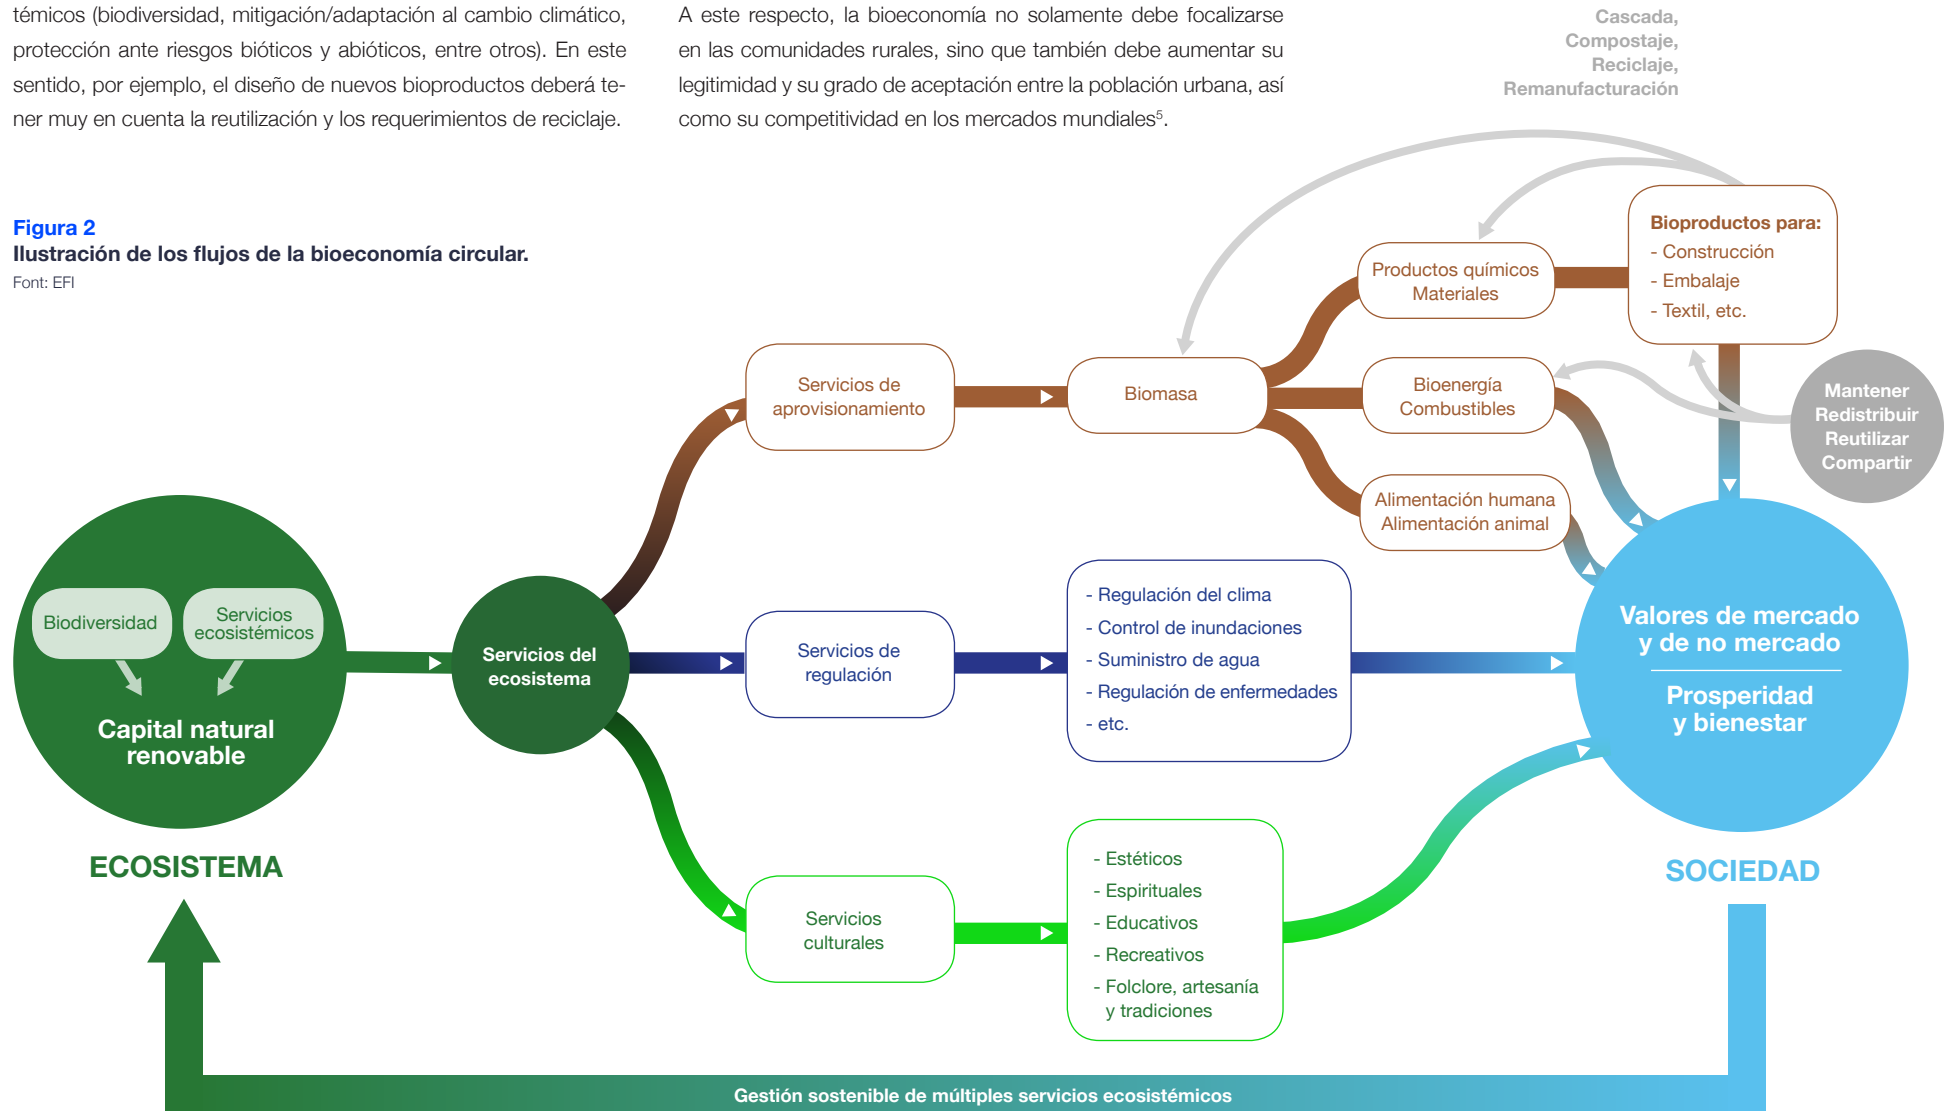 témicos (biodiversidad, mitigación/adaptación al cambio climático,
protección ante riesgos bióticos y abióticos, entre otros). En este
sentido, por ejemplo, el diseño de nuevos bioproductos deberá te-
ner muy en cuenta la reutilización y los requerimientos de reciclaje.
A este respecto, la bioeconomía no solamente debe focalizarse
en las comunidades rurales, sino que también debe aumentar su
legitimidad y su grado de aceptación entre la población urbana, así
como su competitividad en los mercados mundiales⁵.
Cascada,
Compostaje,
Reciclaje,
Remanufacturación
Figura 2
Ilustración de los flujos de la bioeconomía circular.
Font: EFI
Biodiversidad
Servicios
ecosistémicos
Capital natural
renovable
ECOSISTEMA
Servicios del
ecosistema
Servicios de
aprovisionamiento
Biomasa
Productos químicos
Materiales
Bioproductos para:
- Construcción
- Embalaje
- Textil, etc.
Bioenergía
Combustibles
Alimentación humana
Alimentación animal
Mantener
Redistribuir
Reutilizar
Compartir
Servicios de
regulación
- Regulación del clima
- Control de inundaciones
- Suministro de agua
- Regulación de enfermedades
- etc.
Servicios
culturales
- Estéticos
- Espirituales
- Educativos
- Recreativos
- Folclore, artesanía
y tradiciones
Valores de mercado
y de no mercado
Prosperidad
y bienestar
SOCIEDAD
Gestión sostenible de múltiples servicios ecosistémicos